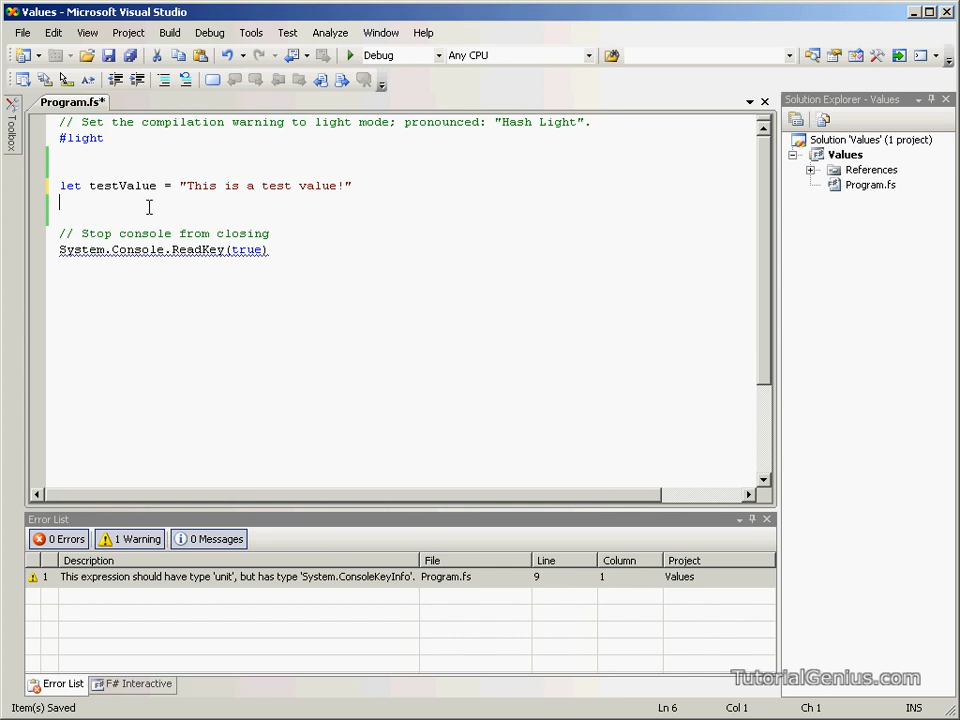 Values - Microsoft Visual Studio
File Edit View Project Build Debug Tools Test Analyze Window Help
Debug Any CPU
Program.fs*
Toolbox
// Set the compilation warning to light mode; pronounced: "Hash Light".
#light
let testValue = "This is a test value!"
// Stop console from closing
System.Console.ReadKey(true)
Solution Explorer - Values
Solution 'Values' (1 project)
Values
References
Program.fs
Error List
0 Errors 1 Warning 0 Messages
Description File Line Column Project
1 This expression should have type 'unit', but has type 'System.ConsoleKeyInfo'. Program.fs 9 1 Values
Error List F# Interactive
TutorialGenius.com
Item(s) Saved Ln 6 Col 1 Ch 1 INS